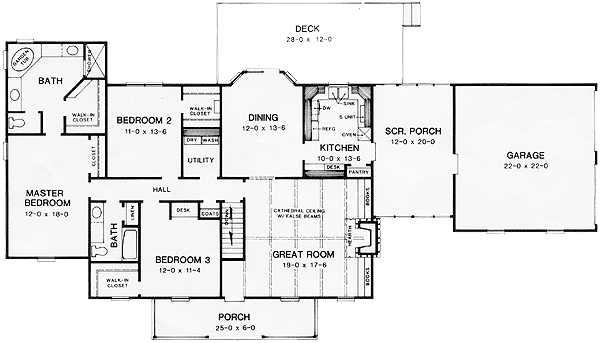 DECK
28-0 x 12-0
GARDEN
TUB
SHOWER
BATH
WALK-IN
CLOSET
BEDROOM 2
11-0 x 13-6
WALK-IN
CLOSET
DRY
WASH
UTILITY
DINING
12-0 x 13-6
SINK
DW
S UNIT
REFG
OVEN
KITCHEN
10-0 x 13-6
DESK
PANTRY
SCR. PORCH
12-0 x 20-0
GARAGE
22-0 x 22-0
CLOSET
MASTER
BEDROOM
12-0 x 18-0
HALL
LINEN
BATH
DESK
COATS
DOWN
BEDROOM 3
12-0 x 11-4
WALK-IN
CLOSET
CATHEDRAL CEILING
W/ FALSE BEAMS
BOOKS
HEARTH
BOOKS
GREAT ROOM
19-0 x 17-6
PORCH
25-0 x 6-0